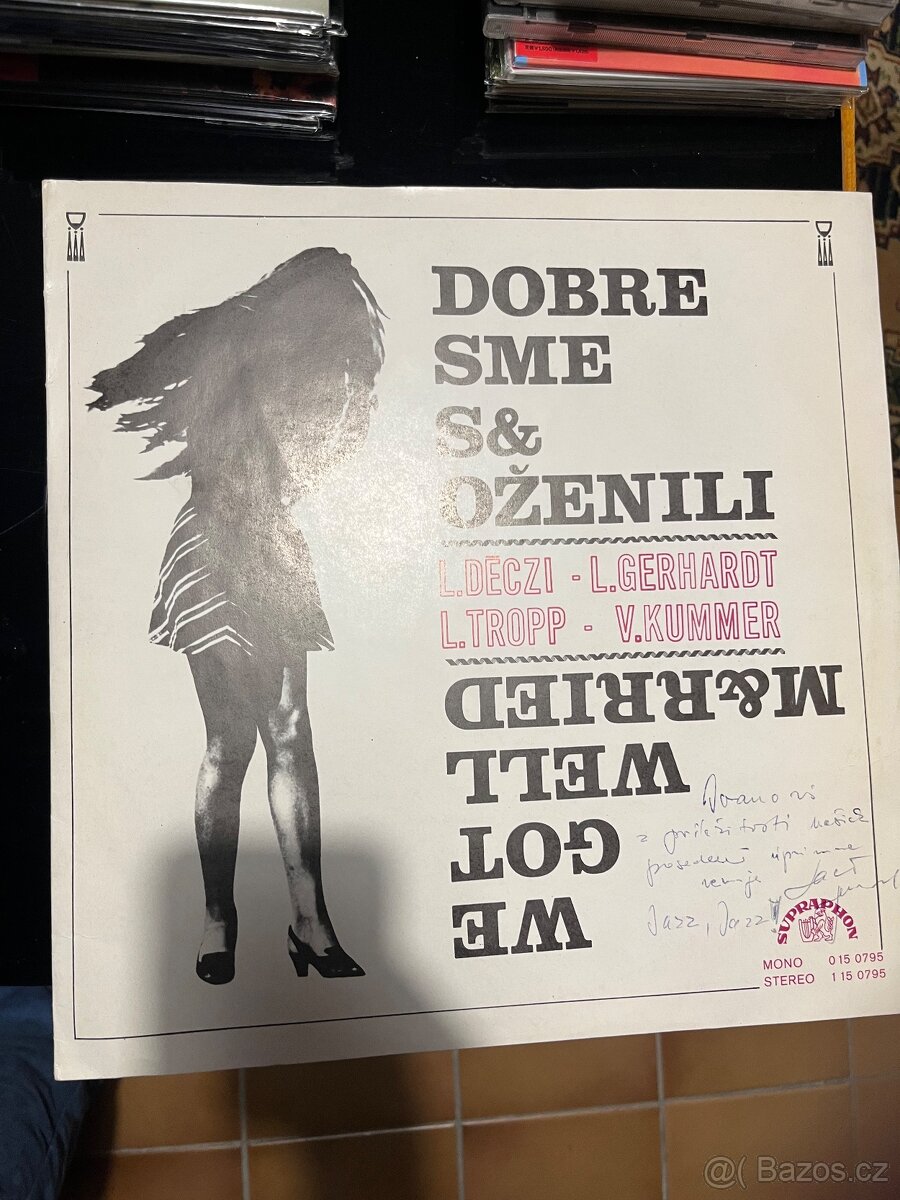 DOBRE
SME
S&
OŽENILI
L.DĚCZI - L.GERHARDT
L.TROPP - V.KUMMER
WE
GOT
WELL
M&RRIED
z
Jazz, Jazz
SUPRAPHON
MONO 0 15 0795
STEREO 1 15 0795
@( Bazos.cz